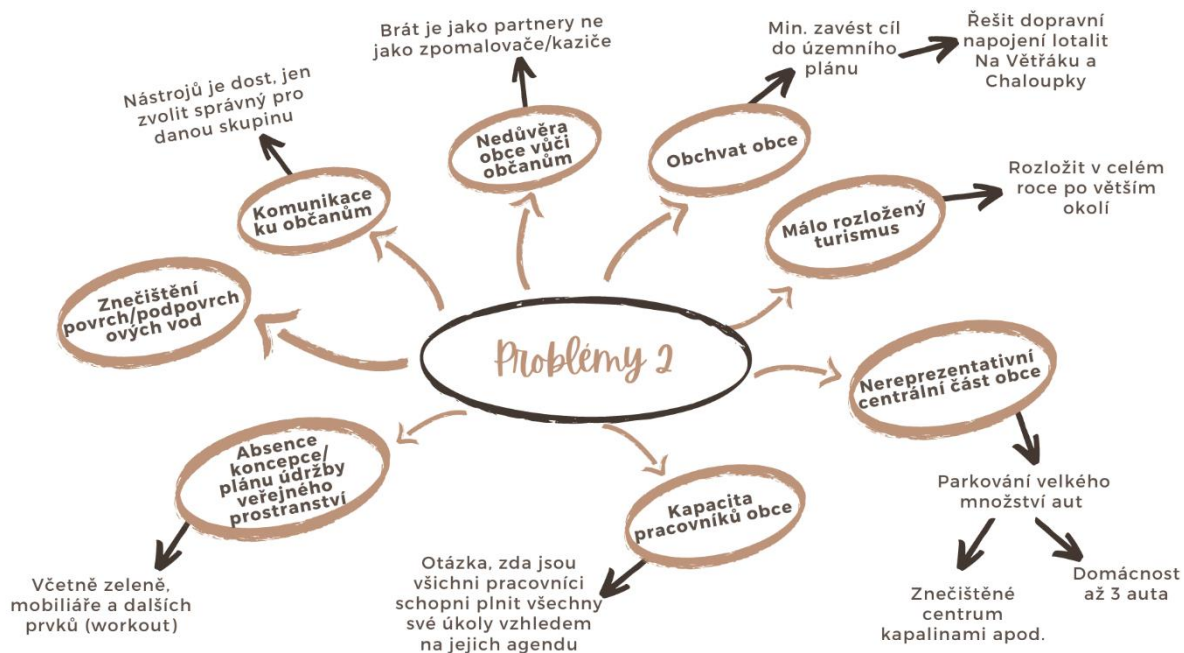 Problémy 2
Nástrojů je dost, jen
zvolit správný pro
danou skupinu
Komunikace
ku občanům
Brát je jako partnery ne
jako zpomalovače/kaziče
Nedůvěra
obce vůči
občanům
Min. zavést cíl
do územního
plánu
Obchvat obce
Řešit dopravní
napojení lotalit
Na Větřáku a
Chaloupky
Málo rozložený
turismus
Rozložit v celém
roce po větším
okolí
Nereprezentativní
centrální část obce
Parkování velkého
množství aut
Znečištěné
centrum
kapalinami apod.
Domácnost
až 3 auta
Kapacita
pracovníků obce
Otázka, zda jsou
všichni pracovníci
schopni plnit všechny
své úkoly vzhledem
na jejich agendu
Absence
koncepce/
plánu údržby
veřejného
prostranství
Včetně zeleně,
mobiliáře a dalších
prvků (workout)
Znečištění
povrch/podpovrch
ových vod